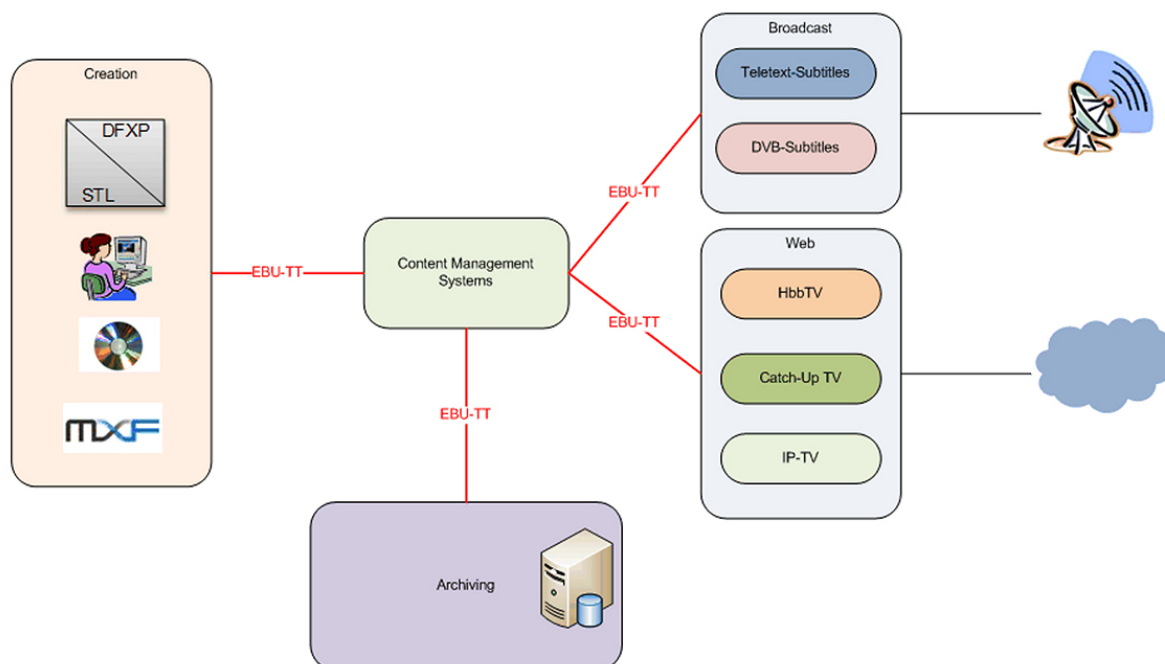 Creation
DFXP
STL
MXF
EBU-TT
Content Management
Systems
EBU-TT
Archiving
EBU-TT
Broadcast
Teletext-Subtitles
DVB-Subtitles
EBU-TT
Web
HbbTV
Catch-Up TV
IP-TV